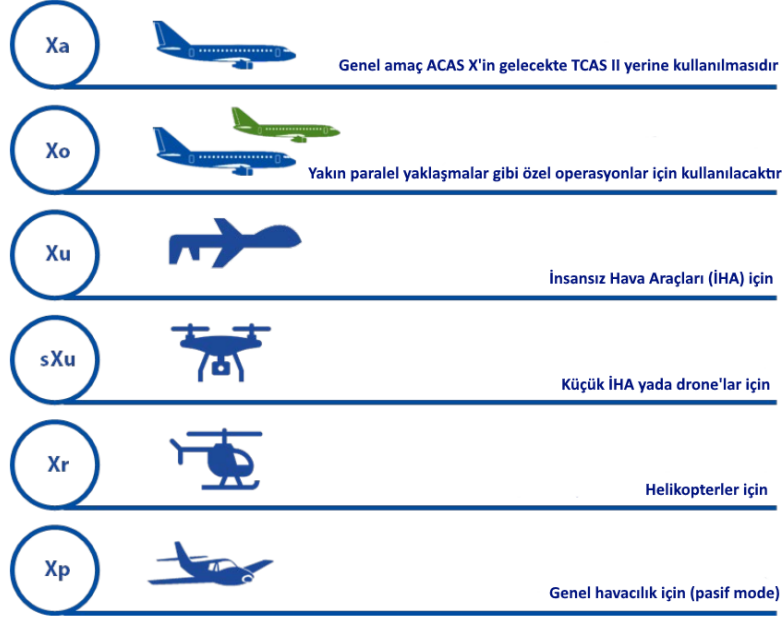 Xa
Genel amaç ACAS X'in gelecekte TCAS II yerine kullanılmasıdır
Xo
Yakın paralel yaklaşmalar gibi özel operasyonlar için kullanılacaktır
Xu
İnsansız Hava Araçları (İHA) için
sXu
Küçük İHA yada drone'lar için
Xr
Helikopterler için
Xp
Genel havacılık için (pasif mode)